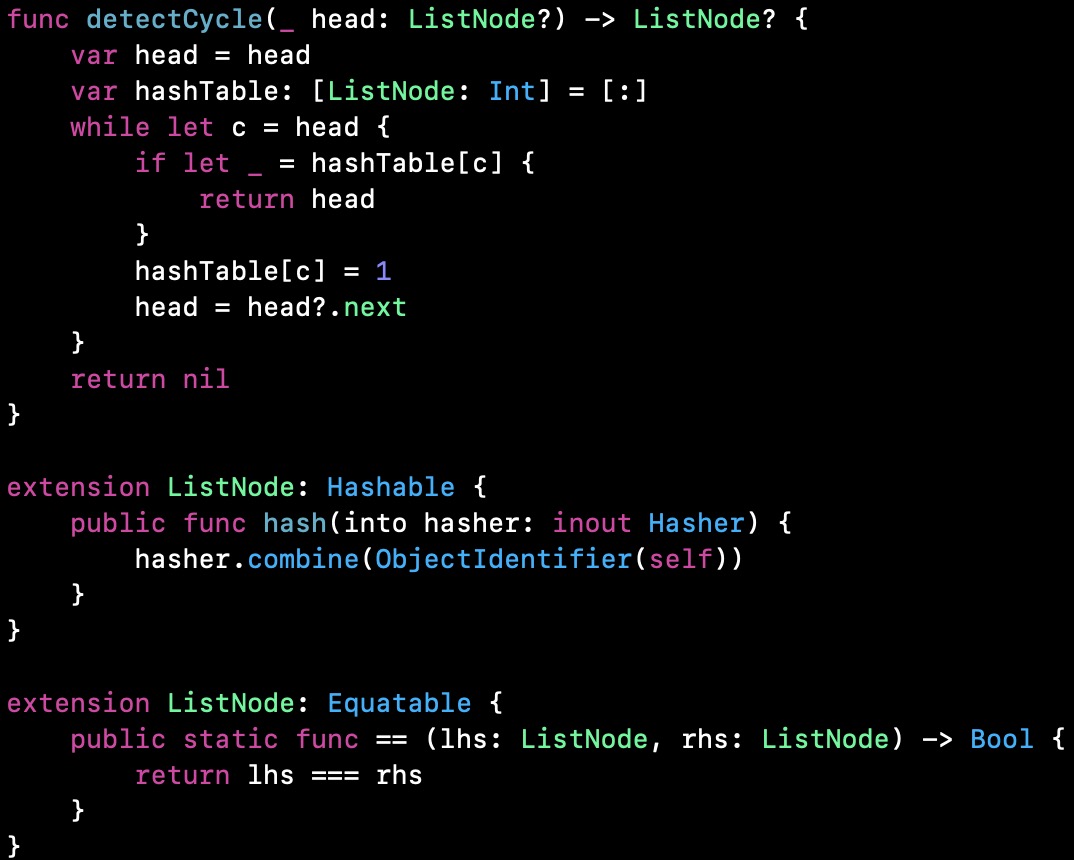 func detectCycle(_ head: ListNode?) -> ListNode? {
    var head = head
    var hashTable: [ListNode: Int] = [:]
    while let c = head {
        if let _ = hashTable[c] {
            return head
        }
        hashTable[c] = 1
        head = head?.next
    }
    return nil
}

extension ListNode: Hashable {
    public func hash(into hasher: inout Hasher) {
        hasher.combine(ObjectIdentifier(self))
    }
}

extension ListNode: Equatable {
    public static func == (lhs: ListNode, rhs: ListNode) -> Bool {
        return lhs === rhs
    }
}